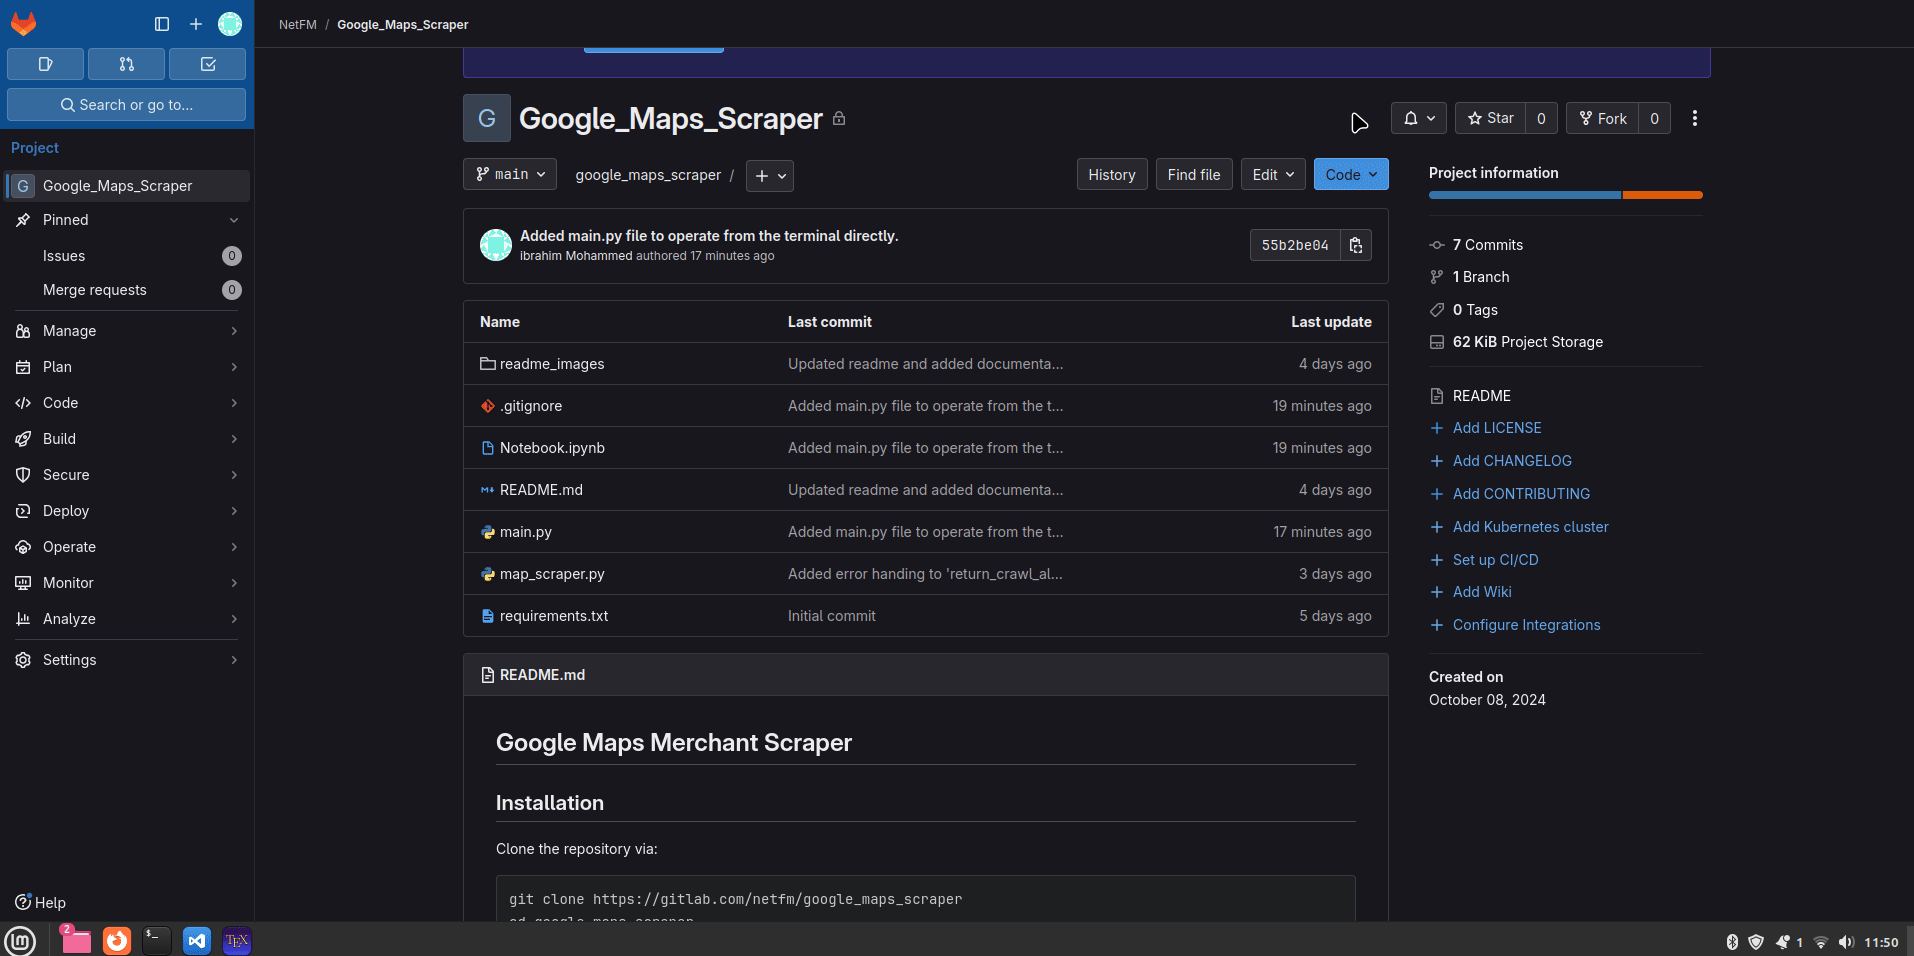 NetFM / Google_Maps_Scraper
Search or go to...
Project
G Google_Maps_Scraper
Pinned
Issues 0
Merge requests 0
Manage
Plan
Code
Build
Secure
Deploy
Operate
Monitor
Analyze
Settings
Help
G Google_Maps_Scraper
Star 0
Fork 0
main
google_maps_scraper /
History
Find file
Edit
Code
Added main.py file to operate from the terminal directly.
ibrahim Mohammed authored 17 minutes ago
55b2be04
Name Last commit Last update
readme_images Updated readme and added documenta... 4 days ago
.gitignore Added main.py file to operate from the t... 19 minutes ago
Notebook.ipynb Added main.py file to operate from the t... 19 minutes ago
README.md Updated readme and added documenta... 4 days ago
main.py Added main.py file to operate from the t... 17 minutes ago
map_scraper.py Added error handing to 'return_crawl_al... 3 days ago
requirements.txt Initial commit 5 days ago
README.md
Google Maps Merchant Scraper
Installation
Clone the repository via:
git clone https://gitlab.com/netfm/google_maps_scraper
cd google_maps_scraper
Project information
7 Commits
1 Branch
0 Tags
62 KiB Project Storage
README
Add LICENSE
Add CHANGELOG
Add CONTRIBUTING
Add Kubernetes cluster
Set up CI/CD
Add Wiki
Configure Integrations
Created on
October 08, 2024
2
TEX
1
11:50